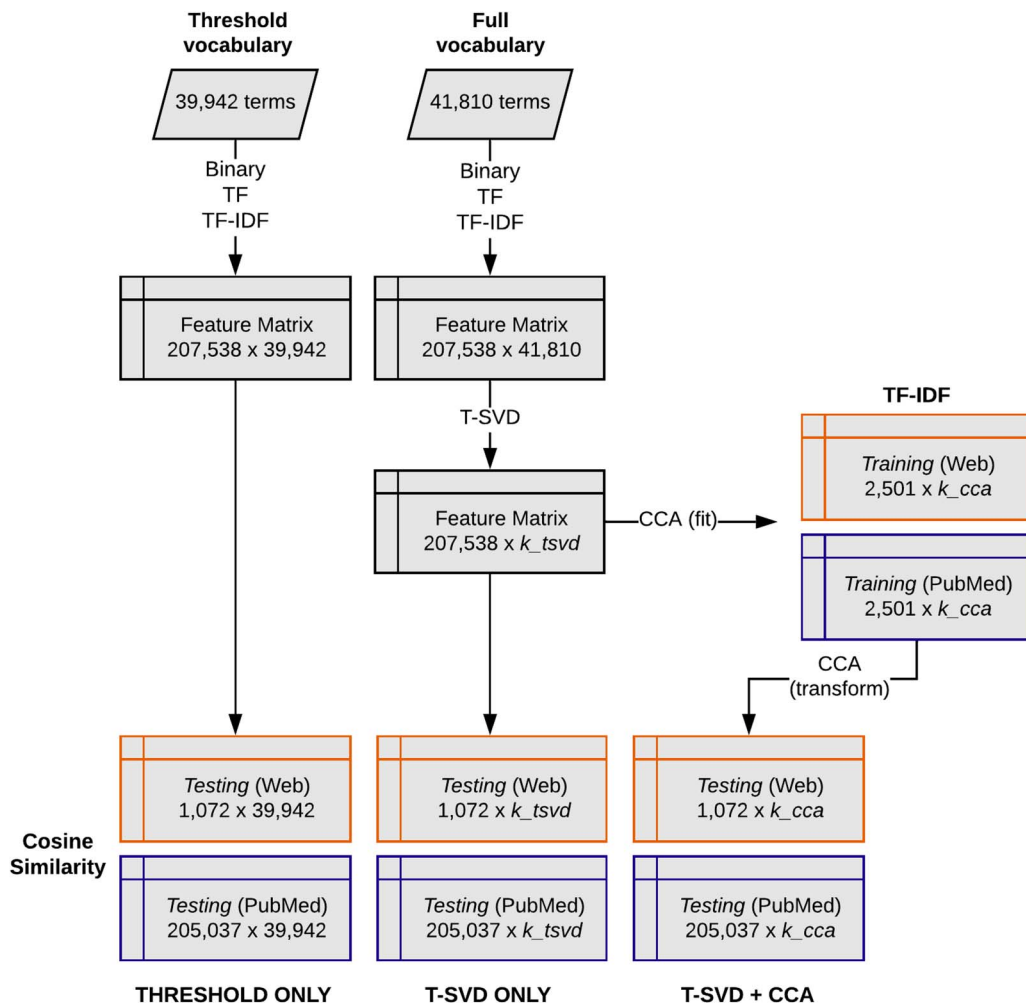 Threshold
vocabulary
39,942 terms
Binary
TF
TF-IDF
Feature Matrix
207,538 x 39,942
Full
vocabulary
41,810 terms
Binary
TF
TF-IDF
Feature Matrix
207,538 x 41,810
T-SVD
Feature Matrix
207,538 x k_tsvd
CCA (fit)
TF-IDF
Training (Web)
2,501 x k_cca
Training (PubMed)
2,501 x k_cca
CCA
(transform)
Cosine
Similarity
Testing (Web)
1,072 x 39,942
Testing (PubMed)
205,037 x 39,942
THRESHOLD ONLY
Testing (Web)
1,072 x k_tsvd
Testing (PubMed)
205,037 x k_tsvd
T-SVD ONLY
Testing (Web)
1,072 x k_cca
Testing (PubMed)
205,037 x k_cca
T-SVD + CCA